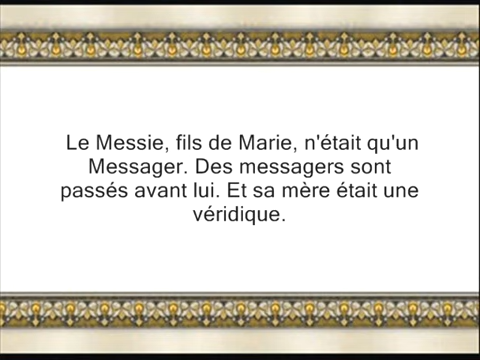 Le Messie, fils de Marie, n'était qu'un
Messager. Des messagers sont
passés avant lui. Et sa mère était une
véridique.